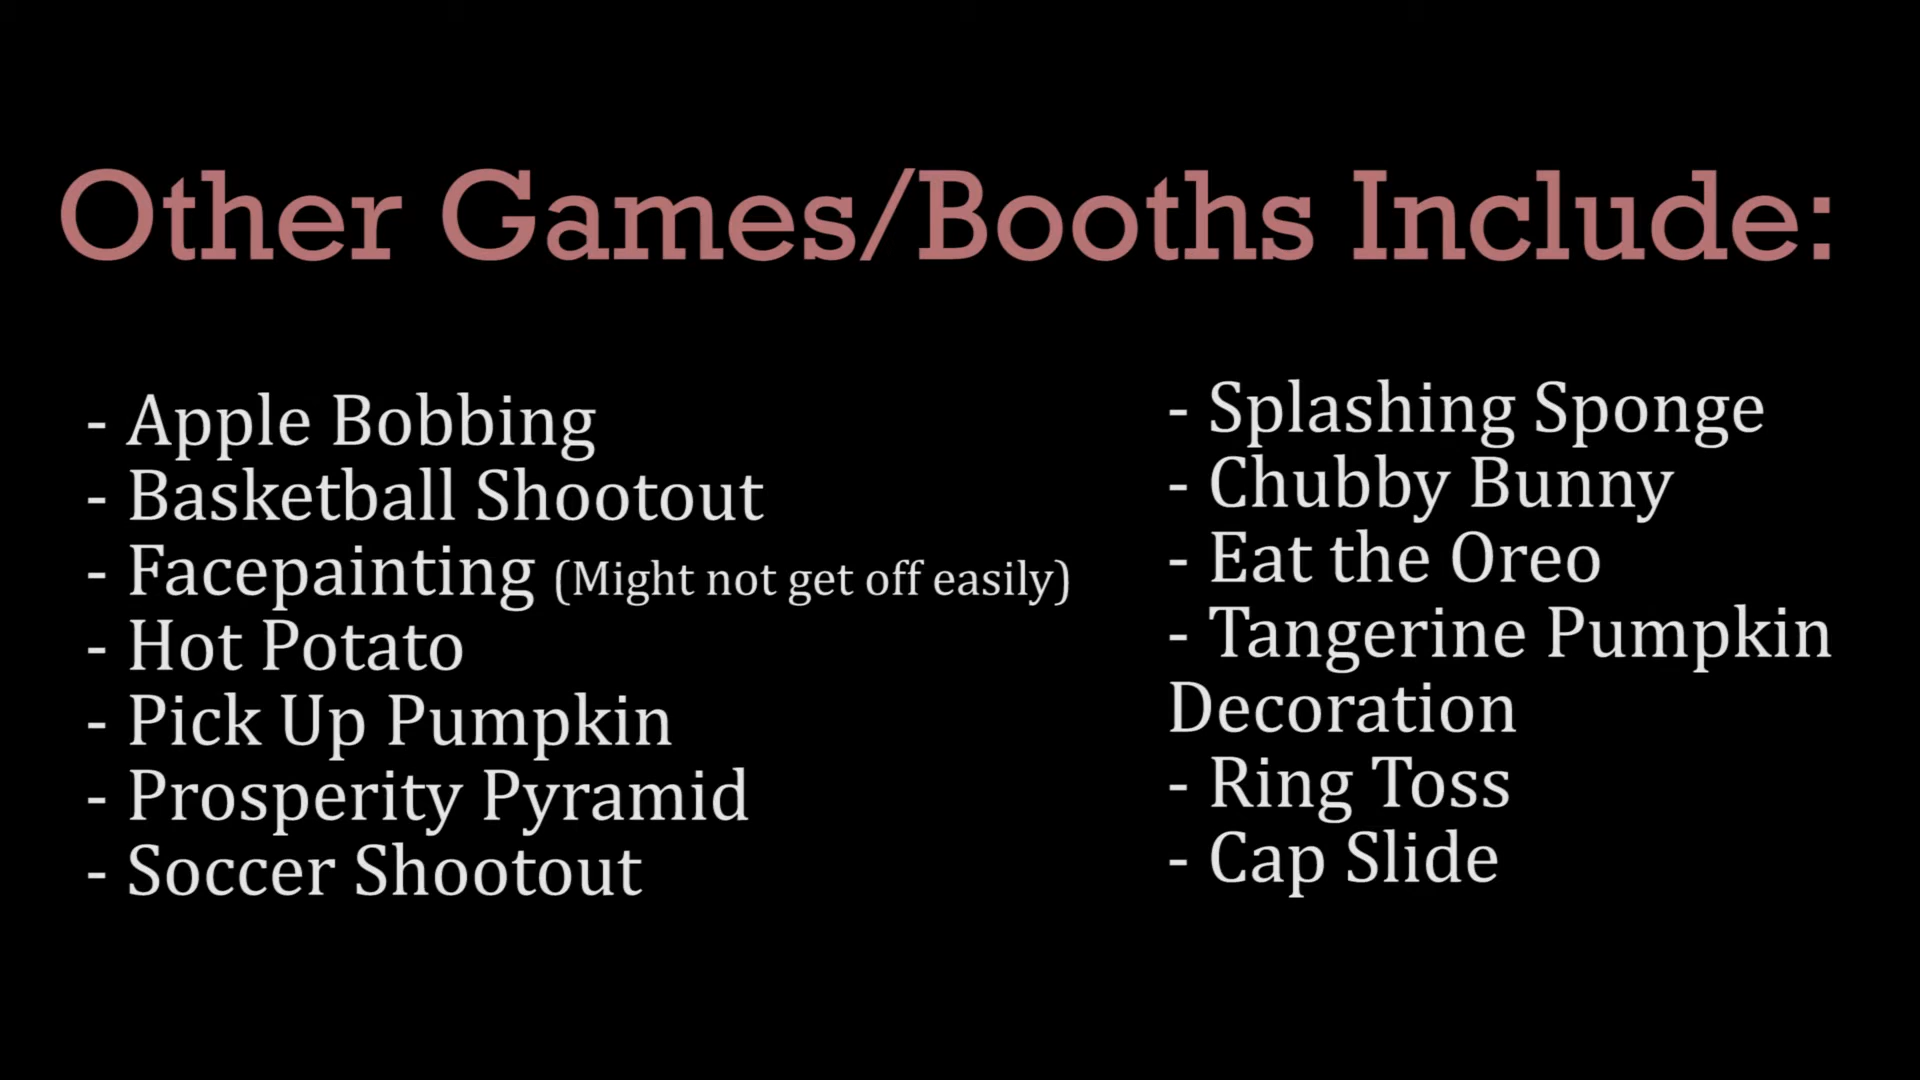 Other Games/Booths Include:
- Apple Bobbing
- Basketball Shootout
- Facepainting (Might not get off easily)
- Hot Potato
- Pick Up Pumpkin
- Prosperity Pyramid
- Soccer Shootout
- Splashing Sponge
- Chubby Bunny
- Eat the Oreo
- Tangerine Pumpkin
Decoration
- Ring Toss
- Cap Slide